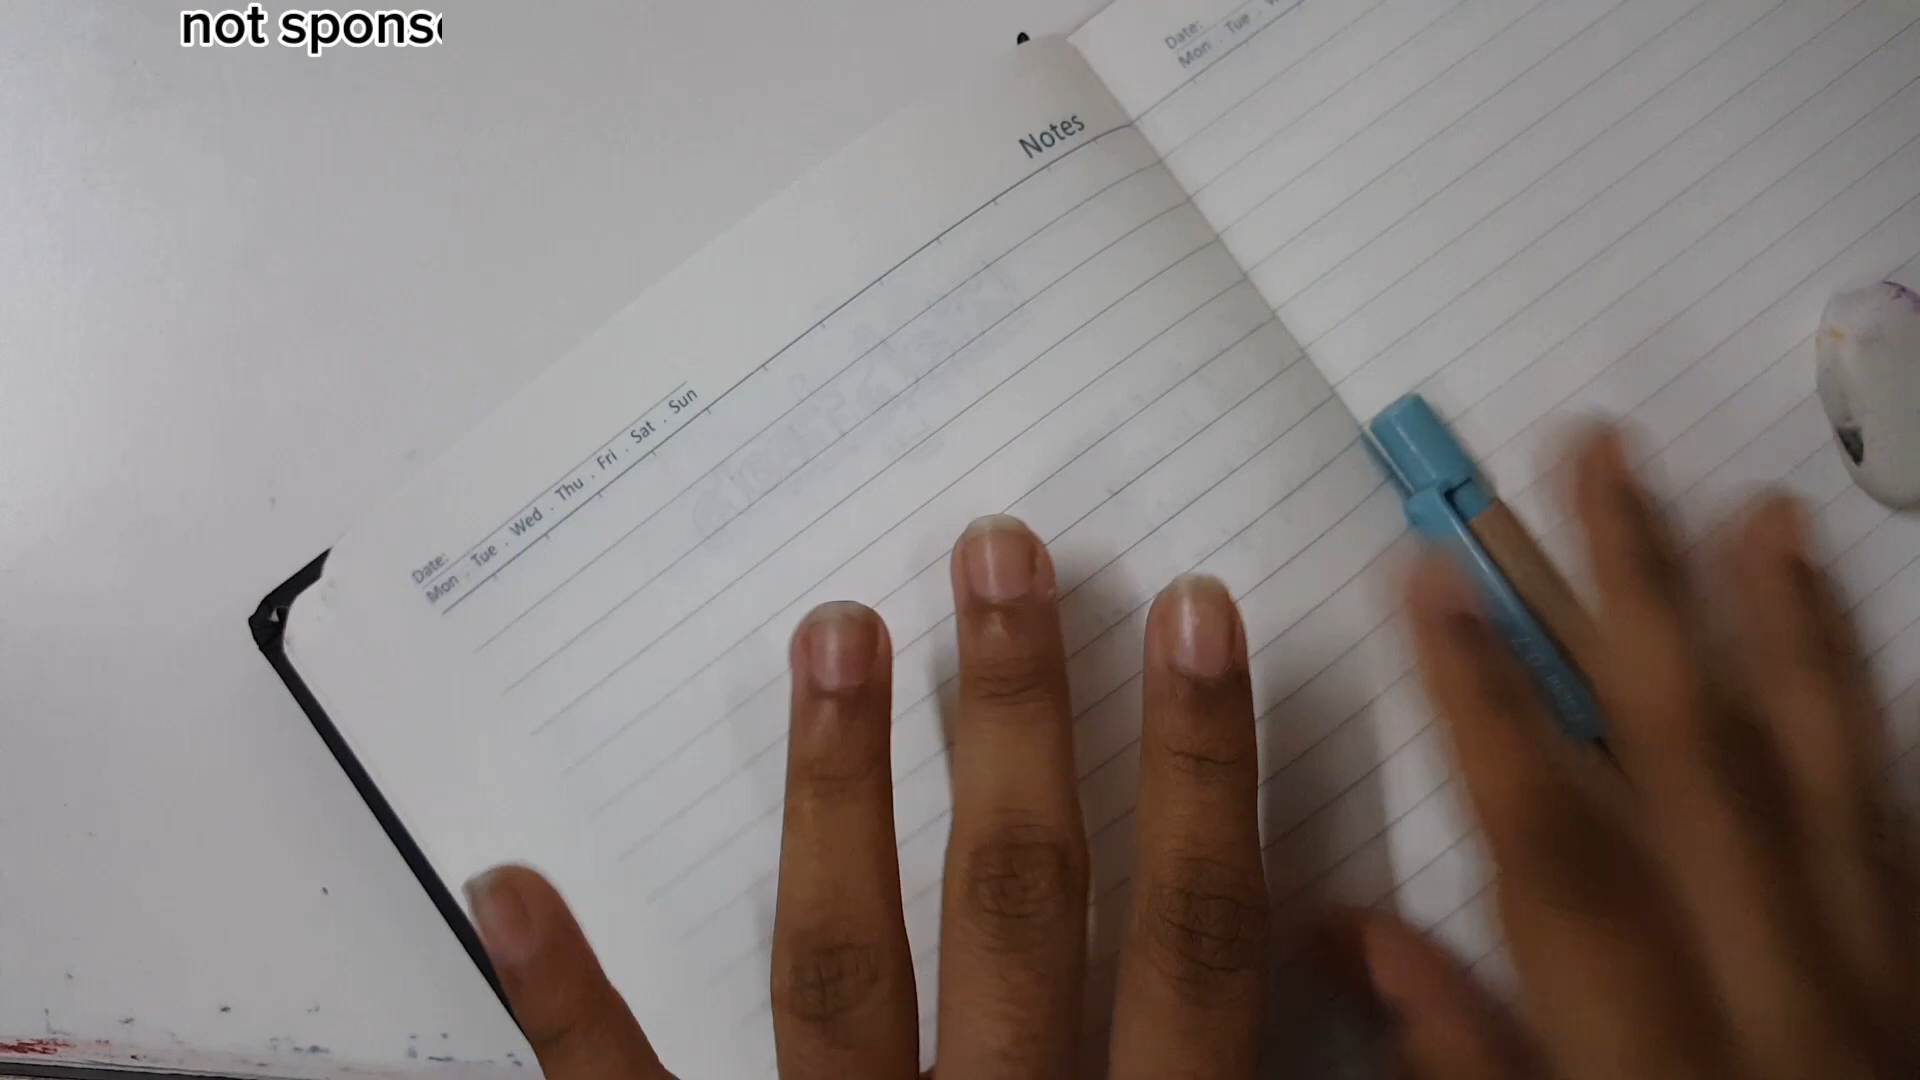 not spons
Date:
Mon . Tue .
Notes
Date:
Mon . Tue . Wed . Thu . Fri . Sat . Sun